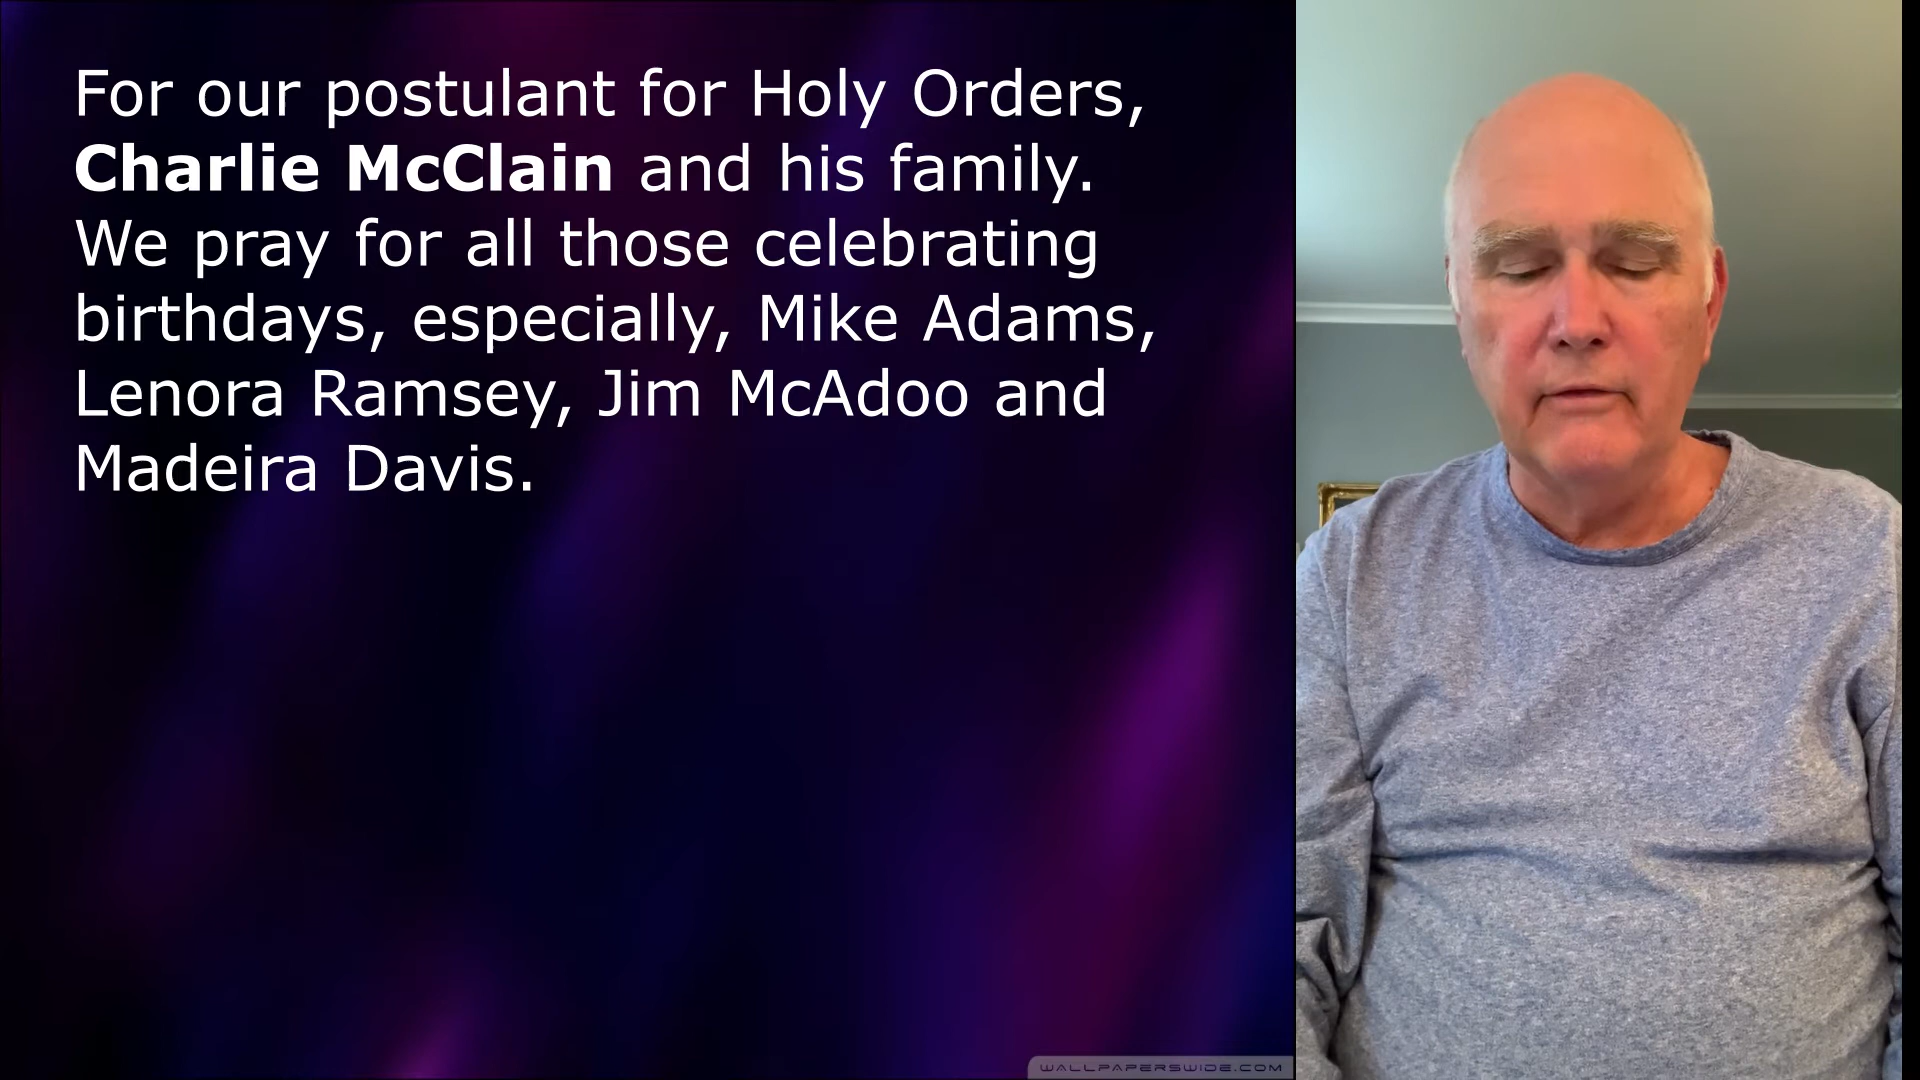 For our postulant for Holy Orders,
Charlie McClain and his family.
We pray for all those celebrating
birthdays, especially, Mike Adams,
Lenora Ramsey, Jim McAdoo and
Madeira Davis.
WALLPAPERSWIDE.COM